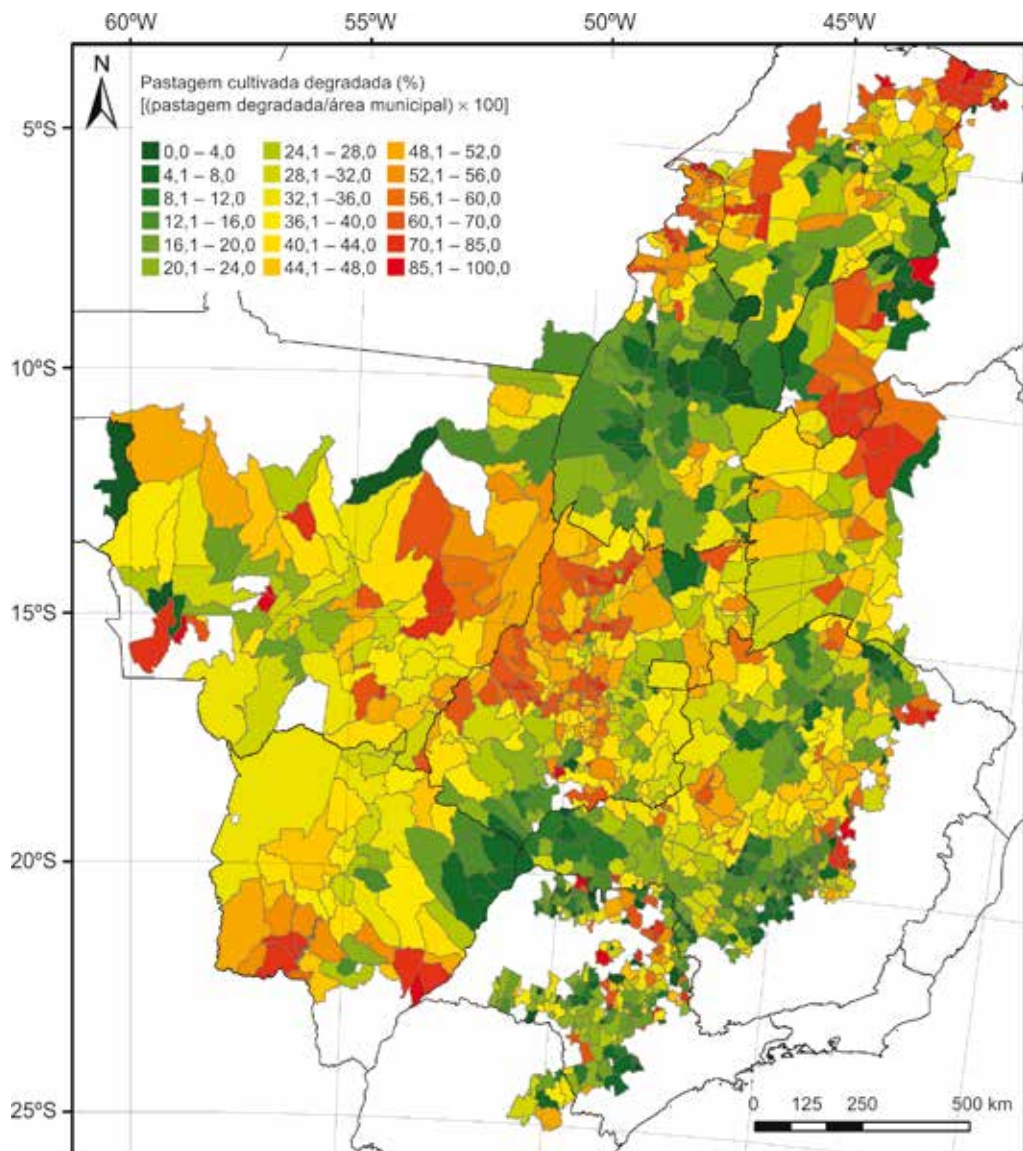 60ºW 55ºW 50ºW 45ºW
N
Pastagem cultivada degradada (%)
[(pastagem degradada/área municipal) × 100]
5ºS
0,0 – 4,0 24,1 – 28,0 48,1 – 52,0
4,1 – 8,0 28,1 –32,0 52,1 – 56,0
8,1 – 12,0 32,1 –36,0 56,1 – 60,0
12,1 – 16,0 36,1 – 40,0 60,1 – 70,0
16,1 – 20,0 40,1 – 44,0 70,1 – 85,0
20,1 – 24,0 44,1 – 48,0 85,1 – 100,0
10ºS
15ºS
20ºS
25ºS
0 125 250 500 km